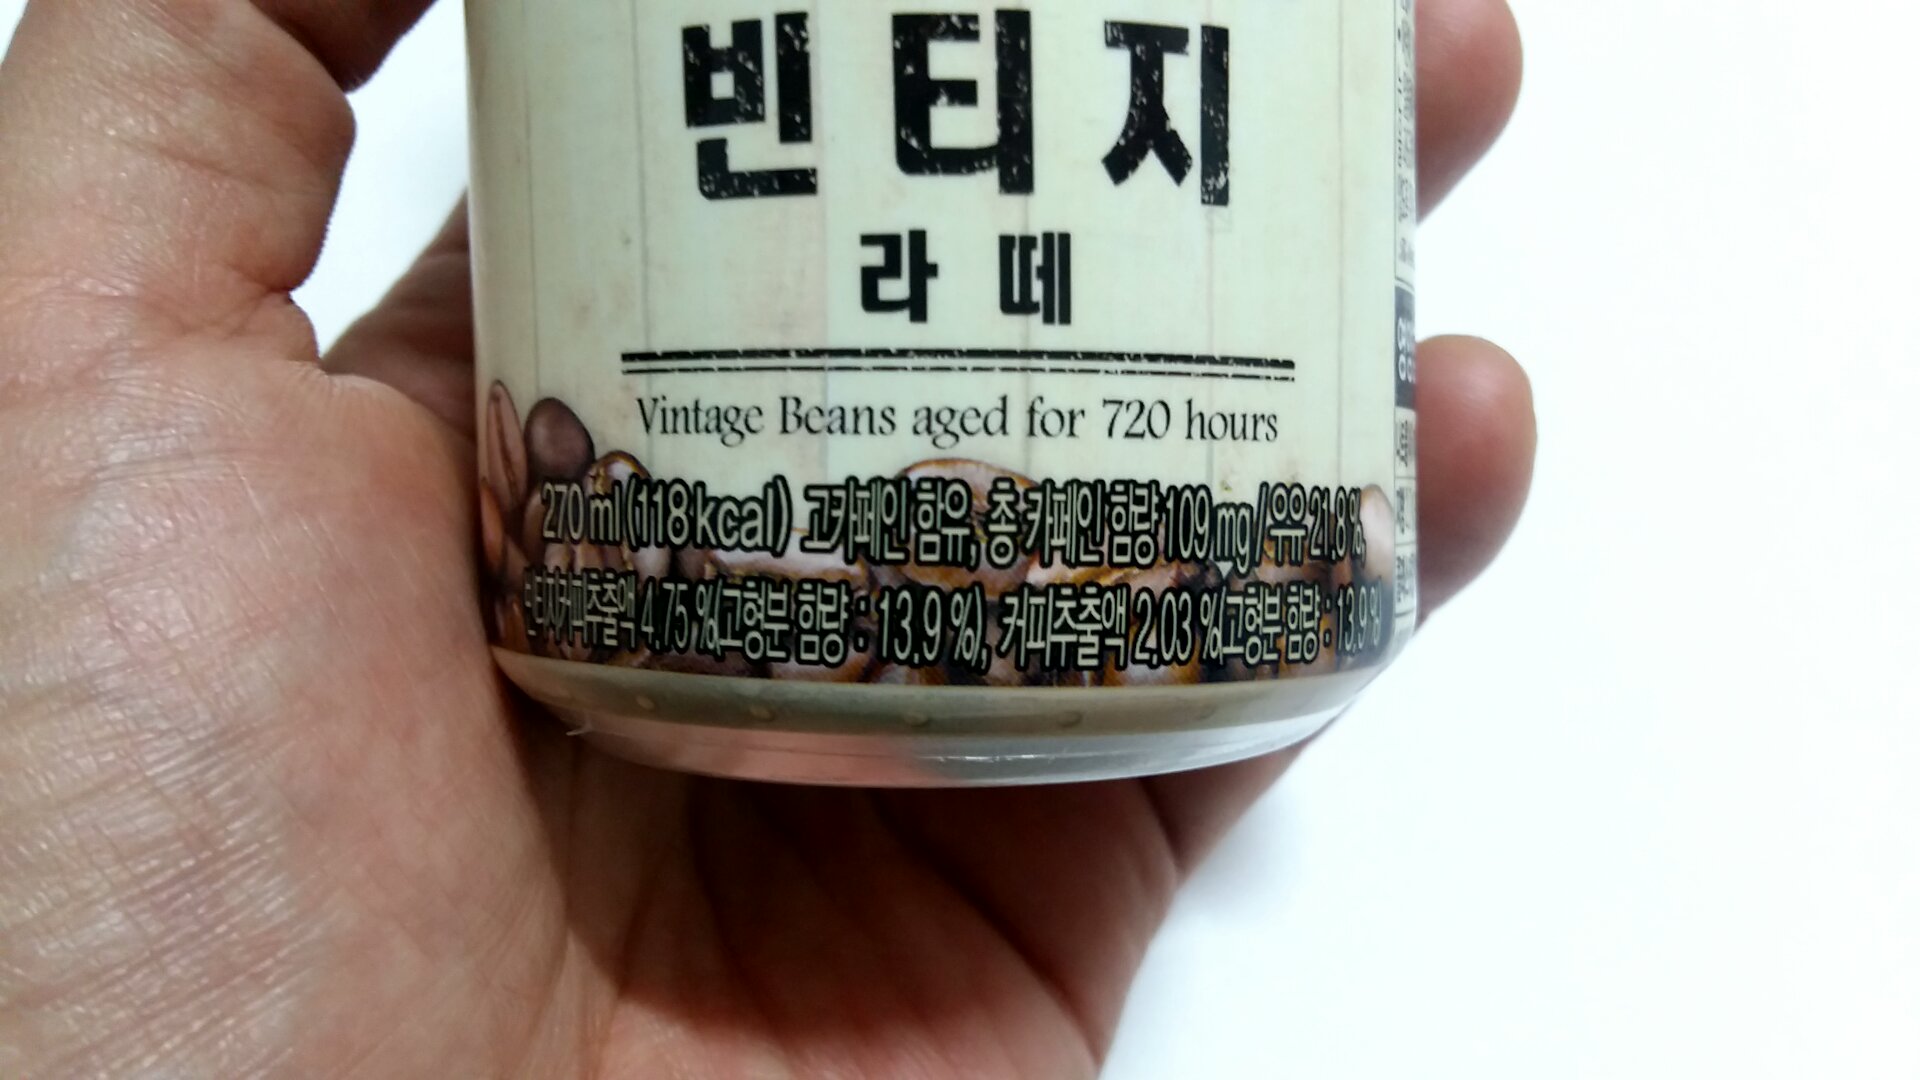 빈티지
라떼
Vintage Beans aged for 720 hours
270 ml (118 kcal) 고카페인 함유, 총 카페인 함량 109 mg / 우유 21.8%,
빈티지커피추출액 4.75 %(고형분 함량 : 13.9 %), 커피추출액 2.03 %(고형분 함량 : 13.9%)